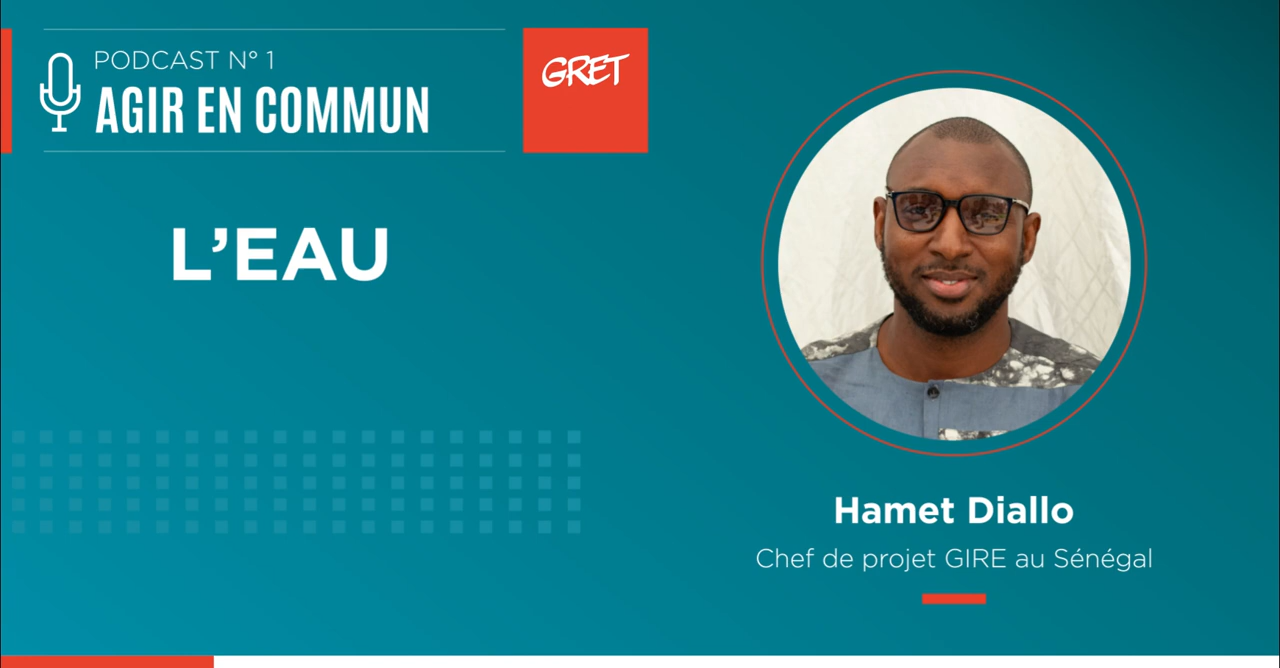 PODCAST N° 1
AGIR EN COMMUN
GRET
L'EAU
Hamet Diallo
Chef de projet GIRE au Sénégal